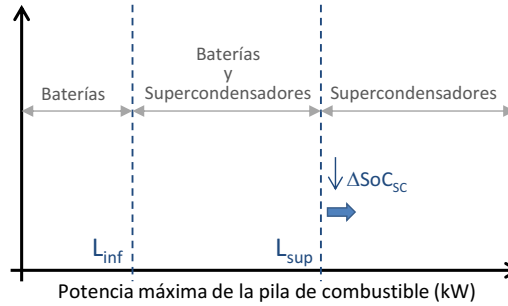 Baterías
Baterías
y
Supercondensadores
Supercondensadores
↓ ΔSoC_SC
L_inf
L_sup
Potencia máxima de la pila de combustible (kW)